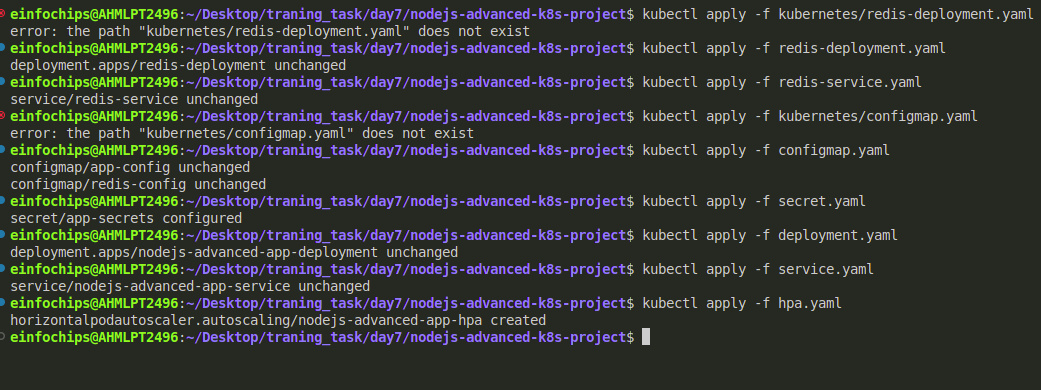 einfochips@AHMLPT2496:~/Desktop/traning_task/day7/nodejs-advanced-k8s-project$ kubectl apply -f kubernetes/redis-deployment.yaml
error: the path "kubernetes/redis-deployment.yaml" does not exist
einfochips@AHMLPT2496:~/Desktop/traning_task/day7/nodejs-advanced-k8s-project$ kubectl apply -f redis-deployment.yaml
deployment.apps/redis-deployment unchanged
einfochips@AHMLPT2496:~/Desktop/traning_task/day7/nodejs-advanced-k8s-project$ kubectl apply -f redis-service.yaml
service/redis-service unchanged
einfochips@AHMLPT2496:~/Desktop/traning_task/day7/nodejs-advanced-k8s-project$ kubectl apply -f kubernetes/configmap.yaml
error: the path "kubernetes/configmap.yaml" does not exist
einfochips@AHMLPT2496:~/Desktop/traning_task/day7/nodejs-advanced-k8s-project$ kubectl apply -f configmap.yaml
configmap/app-config unchanged
configmap/redis-config unchanged
einfochips@AHMLPT2496:~/Desktop/traning_task/day7/nodejs-advanced-k8s-project$ kubectl apply -f secret.yaml
secret/app-secrets configured
einfochips@AHMLPT2496:~/Desktop/traning_task/day7/nodejs-advanced-k8s-project$ kubectl apply -f deployment.yaml
deployment.apps/nodejs-advanced-app-deployment unchanged
einfochips@AHMLPT2496:~/Desktop/traning_task/day7/nodejs-advanced-k8s-project$ kubectl apply -f service.yaml
service/nodejs-advanced-app-service unchanged
einfochips@AHMLPT2496:~/Desktop/traning_task/day7/nodejs-advanced-k8s-project$ kubectl apply -f hpa.yaml
horizontalpodautoscaler.autoscaling/nodejs-advanced-app-hpa created
einfochips@AHMLPT2496:~/Desktop/traning_task/day7/nodejs-advanced-k8s-project$